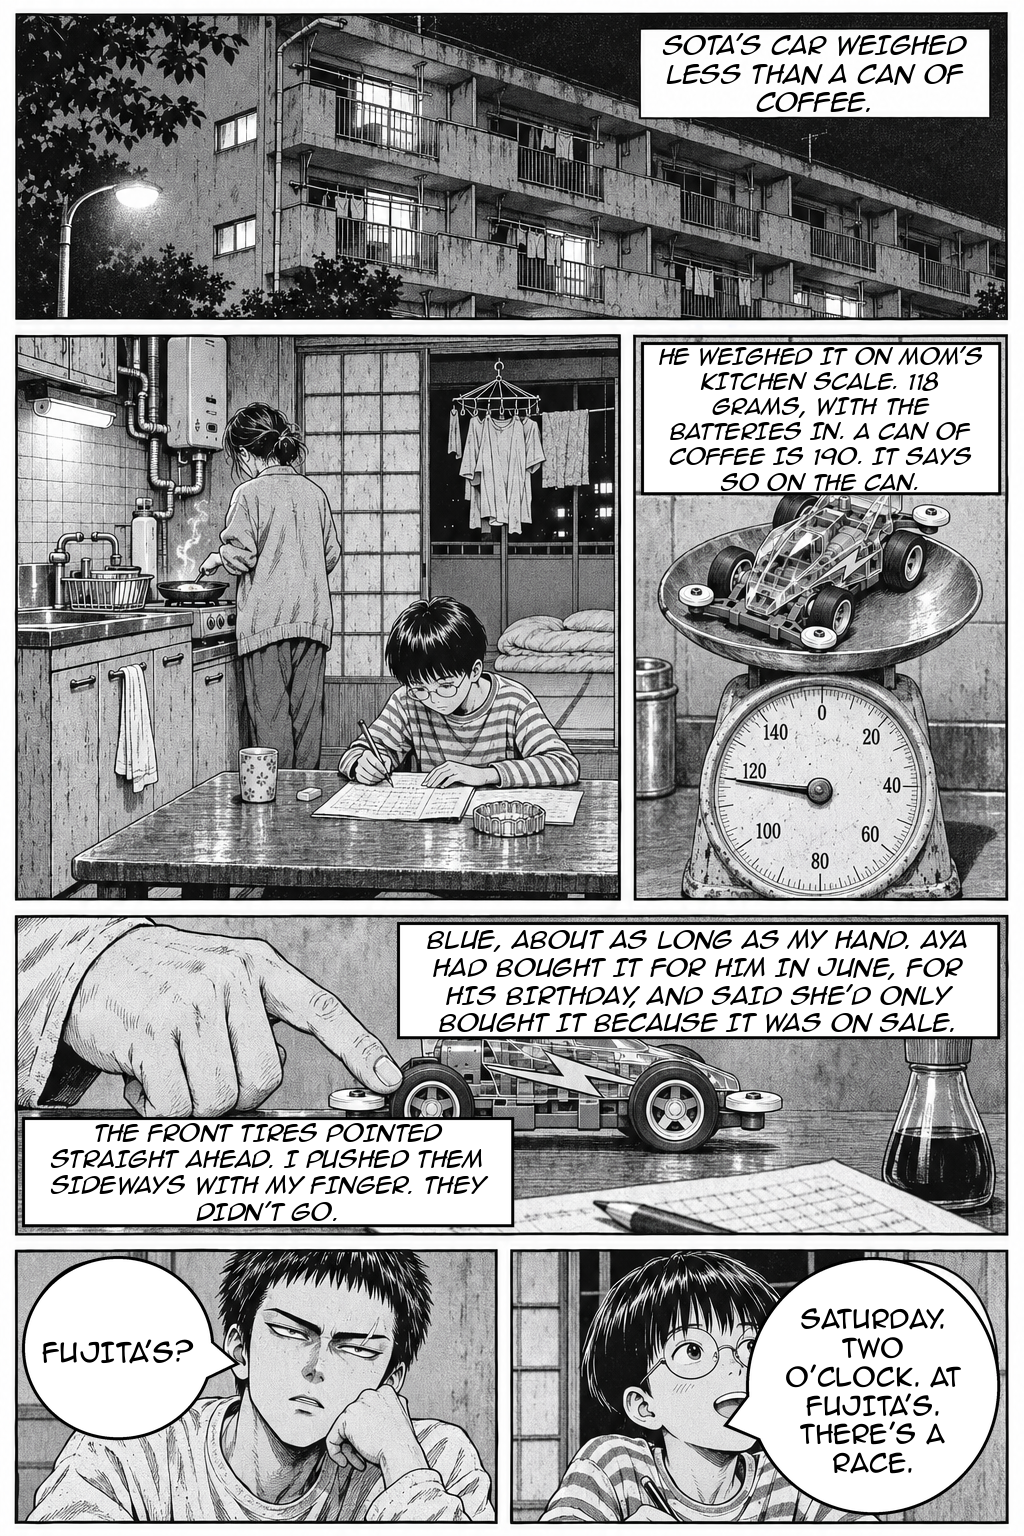 SOTA'S CAR WEIGHED
LESS THAN A CAN OF
COFFEE.
HE WEIGHED IT ON MOM'S
KITCHEN SCALE. 118
GRAMS, WITH THE
BATTERIES IN. A CAN OF
COFFEE IS 190. IT SAYS
SO ON THE CAN.
0
20
40
60
80
100
120
140
BLUE, ABOUT AS LONG AS MY HAND. AYA
HAD BOUGHT IT FOR HIM IN JUNE, FOR
HIS BIRTHDAY, AND SAID SHE'D ONLY
BOUGHT IT BECAUSE IT WAS ON SALE.
THE FRONT TIRES POINTED
STRAIGHT AHEAD. I PUSHED THEM
SIDEWAYS WITH MY FINGER. THEY
DIDN'T GO.
FUJITA'S?
SATURDAY.
TWO
O'CLOCK. AT
FUJITA'S.
THERE'S A
RACE.